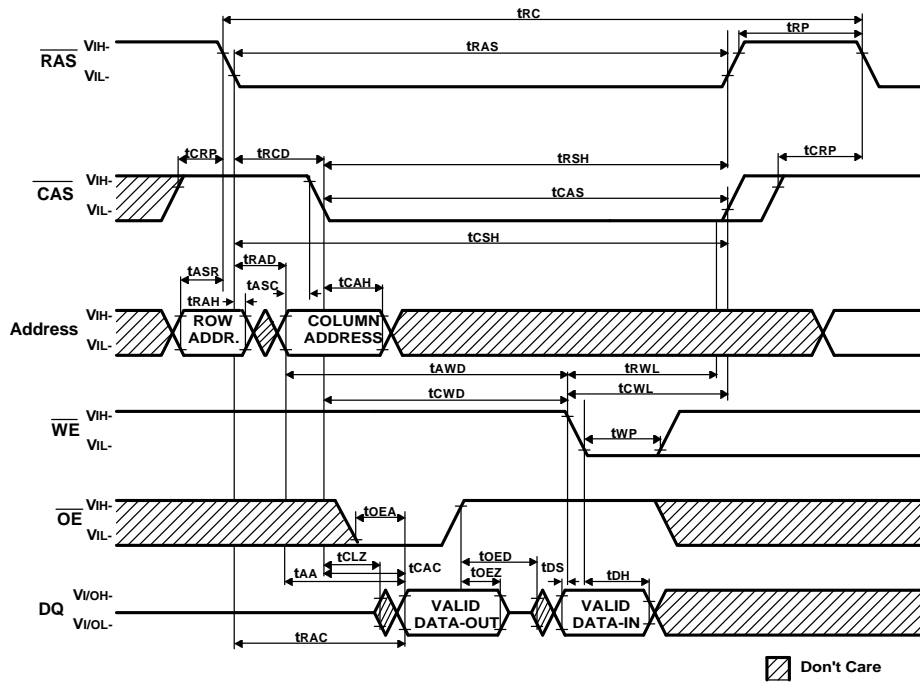 tRC
tRP
VIH-
RAS
tRAS
VIL-
tCRP
tRCD
tRSH
tCRP
VIH-
CAS
tCAS
VIL-
tCSH
tRAD
tASR
tASC
tCAH
tRAH
VIH-
Address
ROW
ADDR.
COLUMN
ADDRESS
VIL-
tAWD
tRWL
tCWD
tCWL
VIH-
WE
tWP
VIL-
VIH-
OE
tOEA
VIL-
tCLZ
tOED
tAA
tCAC
tOEZ
tDS
tDH
VI/OH-
DQ
VALID
DATA-OUT
VALID
DATA-IN
VI/OL-
tRAC
Don't Care